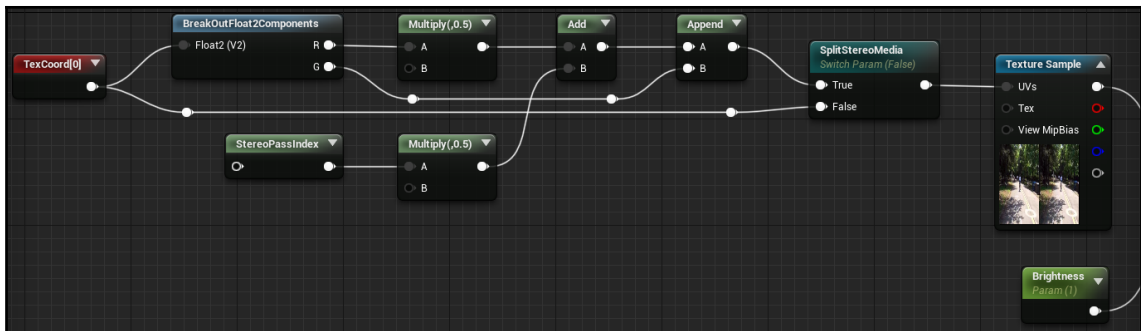 TexCoord[0]
BreakOutFloat2Components
Float2 (V2)
R
G
Multiply(,0.5)
A
B
Add
A
B
Append
A
B
SplitStereoMedia
Switch Param (False)
True
False
Texture Sample
UVs
Tex
View MipBias
StereoPassIndex
Multiply(,0.5)
A
B
Brightness
Param (1)